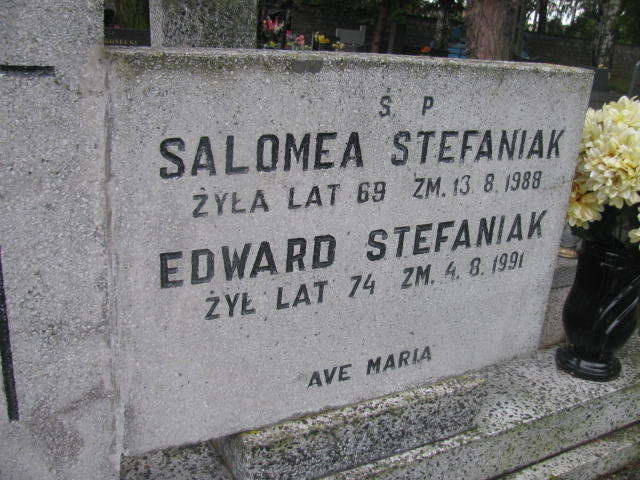 Ś P
SALOMEA STEFANIAK
ŻYŁA LAT 69 ZM. 13. 8. 1988
EDWARD STEFANIAK
ŻYŁ LAT 74 ZM. 4. 8. 1991
AVE MARIA